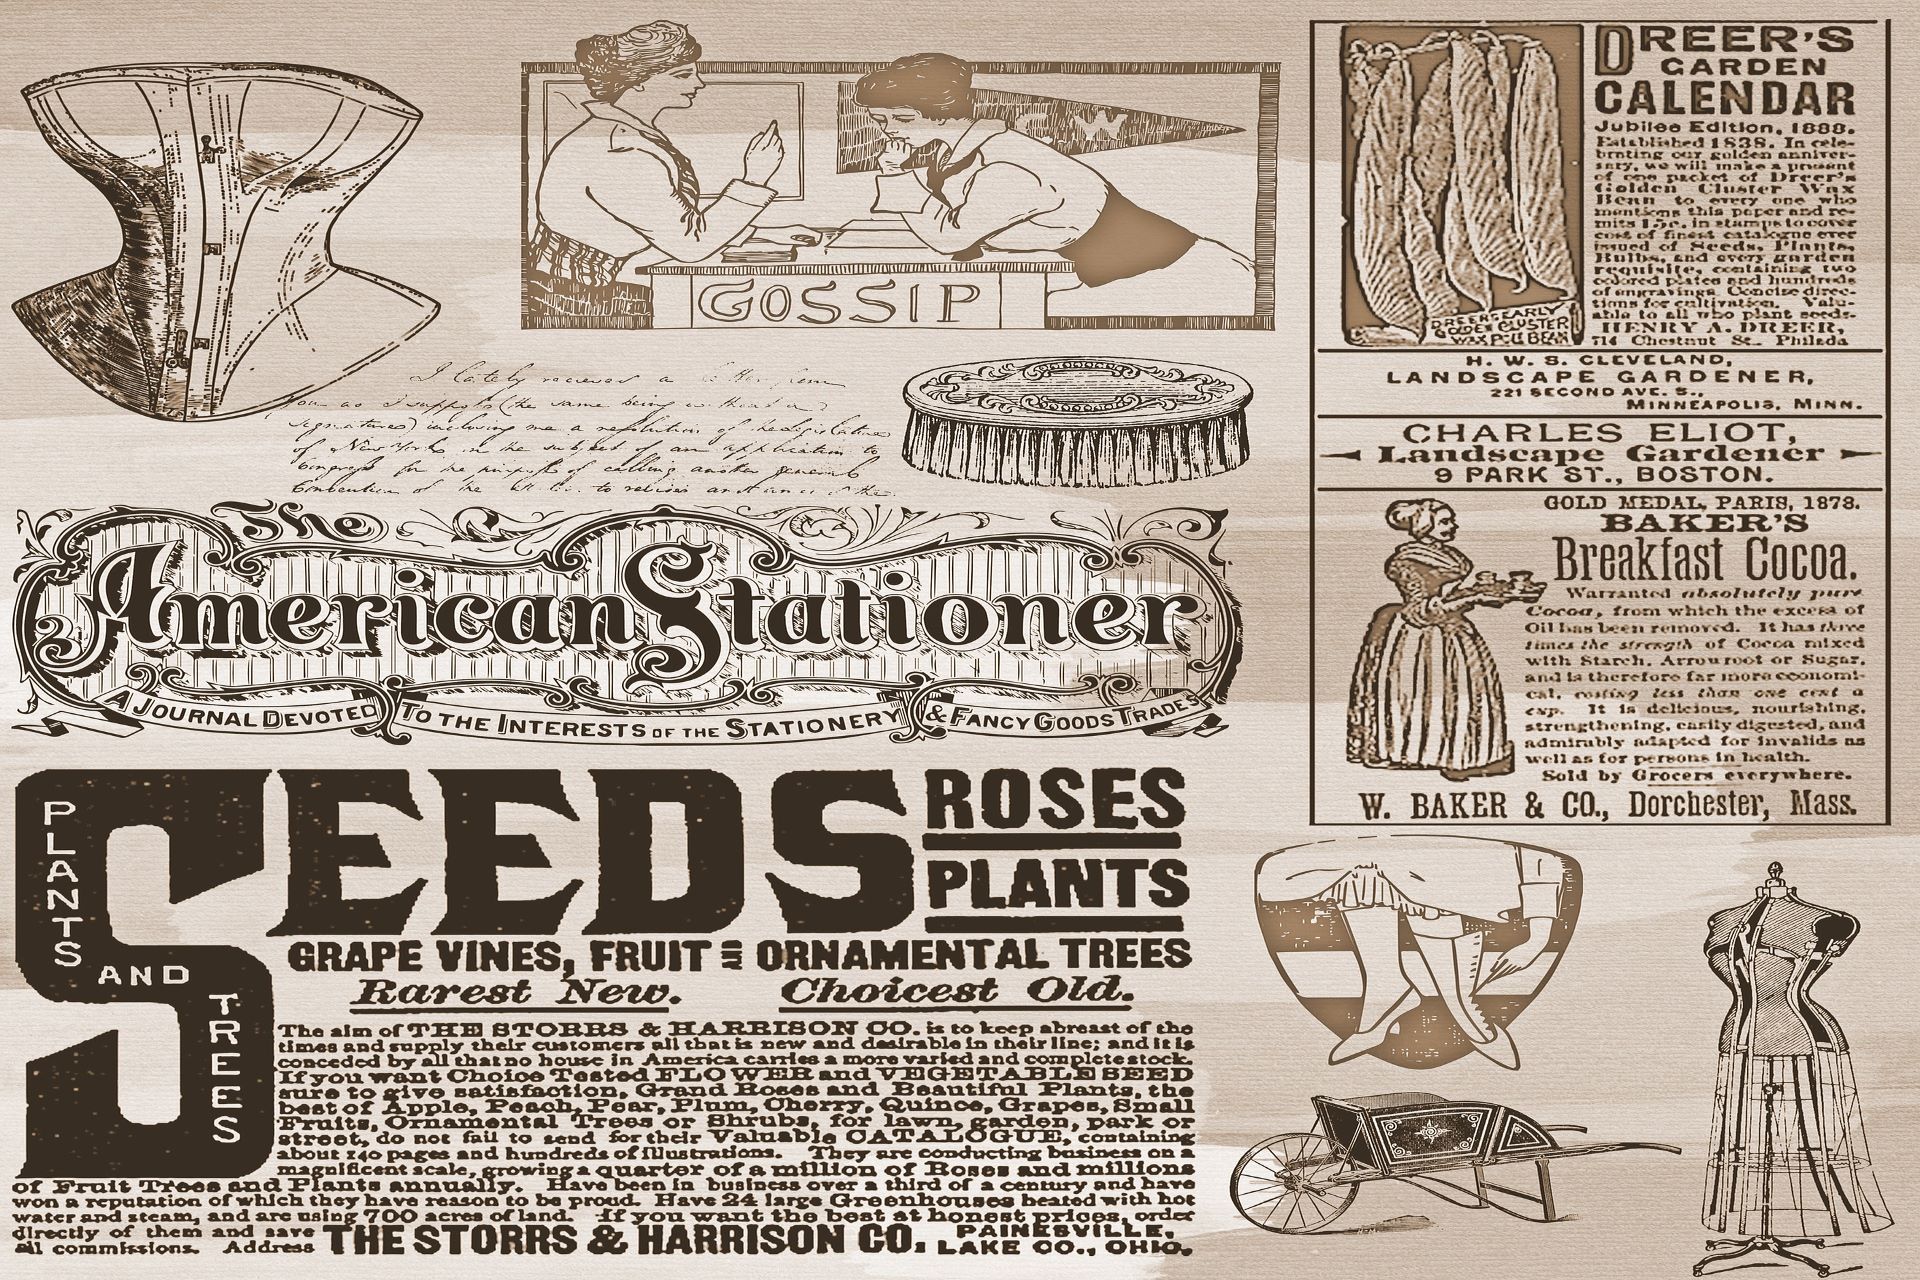 GOSSIP
I lately received a letter from
you as I suppose (the same being without a
signature) inclosing me a resolution of the Legislature
of New York on the subject of an application to
Congress for the purpose of calling another general
Convention of the to revise and the
The
American Stationer
A JOURNAL DEVOTED TO THE INTERESTS OF THE STATIONERY & FANCY GOODS TRADES
SEEDS
PLANTS AND TREES
ROSES
PLANTS
GRAPE VINES, FRUIT AND ORNAMENTAL TREES
Rarest New. Choicest Old.
The aim of THE STORRS & HARRISON CO. is to keep abreast of the
times and supply their customers all that is new and desirable in their line; and it is
conceded by all that no house in America carries a more varied and complete stock.
If you want Choice Tested FLOWER and VEGETABLE SEED
sure to give satisfaction, Grand Roses and Beautiful Plants, the
best of Apple, Peach, Pear, Plum, Cherry, Quince, Grapes, Small
Fruits, Ornamental Trees or Shrubs, for lawn, garden, park or
street, do not fail to send for their Valuable CATALOGUE, containing
about 140 pages and hundreds of illustrations. They are conducting business on a
magnificent scale, growing a quarter of a million of Roses and millions
of Fruit Trees and Plants annually. Have been in business over a third of a century and have
won a reputation of which they have reason to be proud. Have 24 large Greenhouses heated with hot
water and steam, and are using 700 acres of land. If you want the best at honest prices, order
directly of them and save
all commissions. Address THE STORRS & HARRISON CO. PAINESVILLE,
LAKE CO., OHIO.
DREER'S
GARDEN
CALENDAR
Jubilee Edition, 1888.
Established 1838. In cele-
brating our golden anniver-
sary, we will make a present
of one packet of Dreer's
Golden Cluster Wax
Bean to every one who
mentions this paper and re-
mits 15c. in stamps to cover
cost of finest catalogue ever
issued of Seeds, Plants,
Bulbs, and every garden
requisite, containing two
colored plates and hundreds
of engravings. Concise direc-
tions for cultivation. Valu-
able to all who plant seeds.
HENRY A. DREER,
714 Chestnut St., Philada
DREER'S EARLY
GOLDEN CLUSTER
WAX POLE BEAN
H. W. S. CLEVELAND,
LANDSCAPE GARDENER,
221 SECOND AVE. S.,
MINNEAPOLIS, MINN.
CHARLES ELIOT,
Landscape Gardener
9 PARK ST., BOSTON.
GOLD MEDAL, PARIS, 1878.
BAKER'S
Breakfast Cocoa.
Warranted absolutely pure
Cocoa, from which the excess of
Oil has been removed. It has three
times the strength of Cocoa mixed
with Starch, Arrowroot or Sugar,
and is therefore far more economi-
cal, costing less than one cent a
cup. It is delicious, nourishing,
strengthening, easily digested, and
admirably adapted for invalids as
well as for persons in health.
Sold by Grocers everywhere.
W. BAKER & CO., Dorchester, Mass.